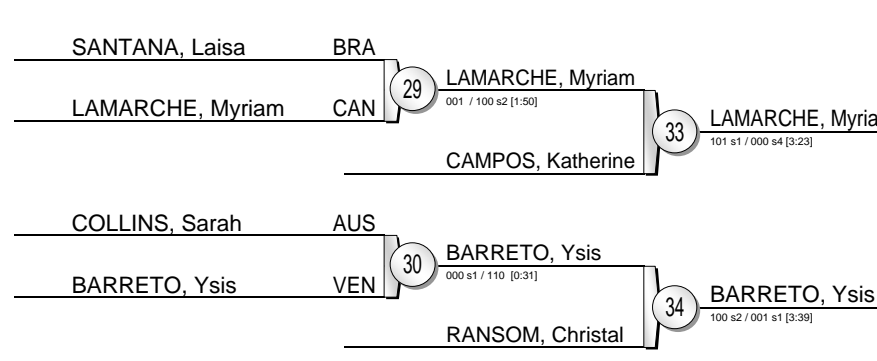 SANTANA, Laisa BRA
29
LAMARCHE, Myriam
001 / 100 s2 [1:50]
LAMARCHE, Myriam CAN
33
LAMARCHE, Myria
101 s1 / 000 s4 [3:23]
CAMPOS, Katherine
COLLINS, Sarah AUS
30
BARRETO, Ysis
000 s1 / 110 [0:31]
BARRETO, Ysis VEN
34
BARRETO, Ysis
100 s2 / 001 s1 [3:39]
RANSOM, Christal